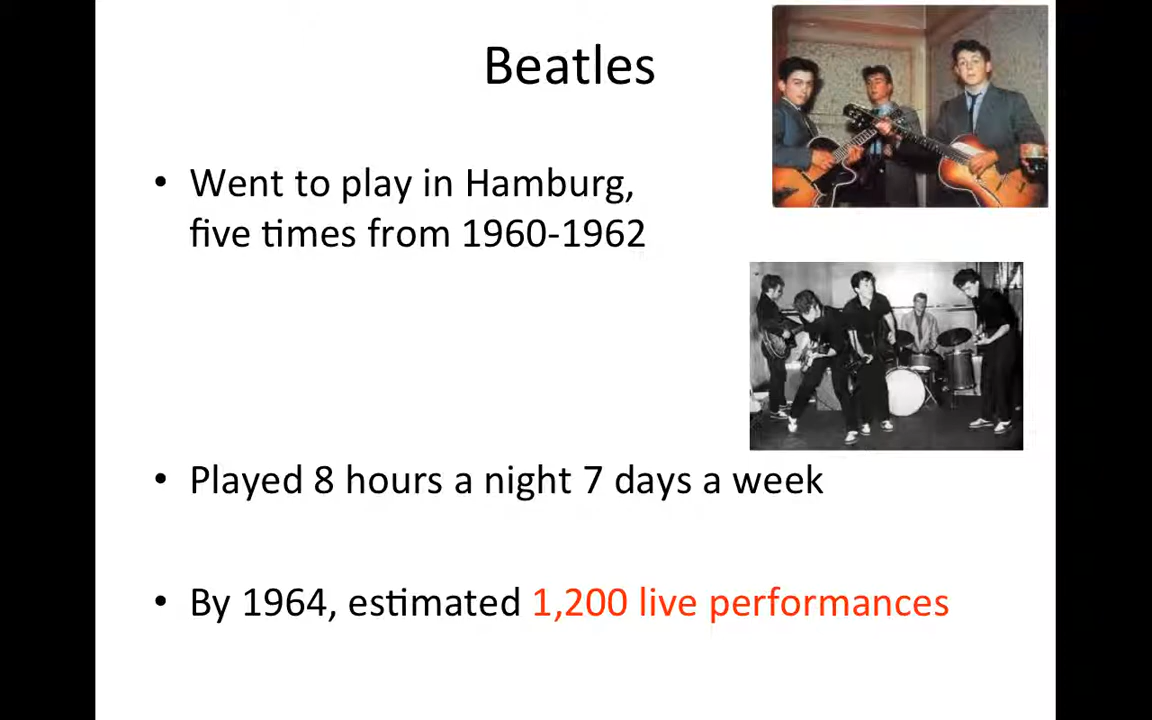 Beatles
• Went to play in Hamburg,
five times from 1960-1962
• Played 8 hours a night 7 days a week
• By 1964, estimated 1,200 live performances